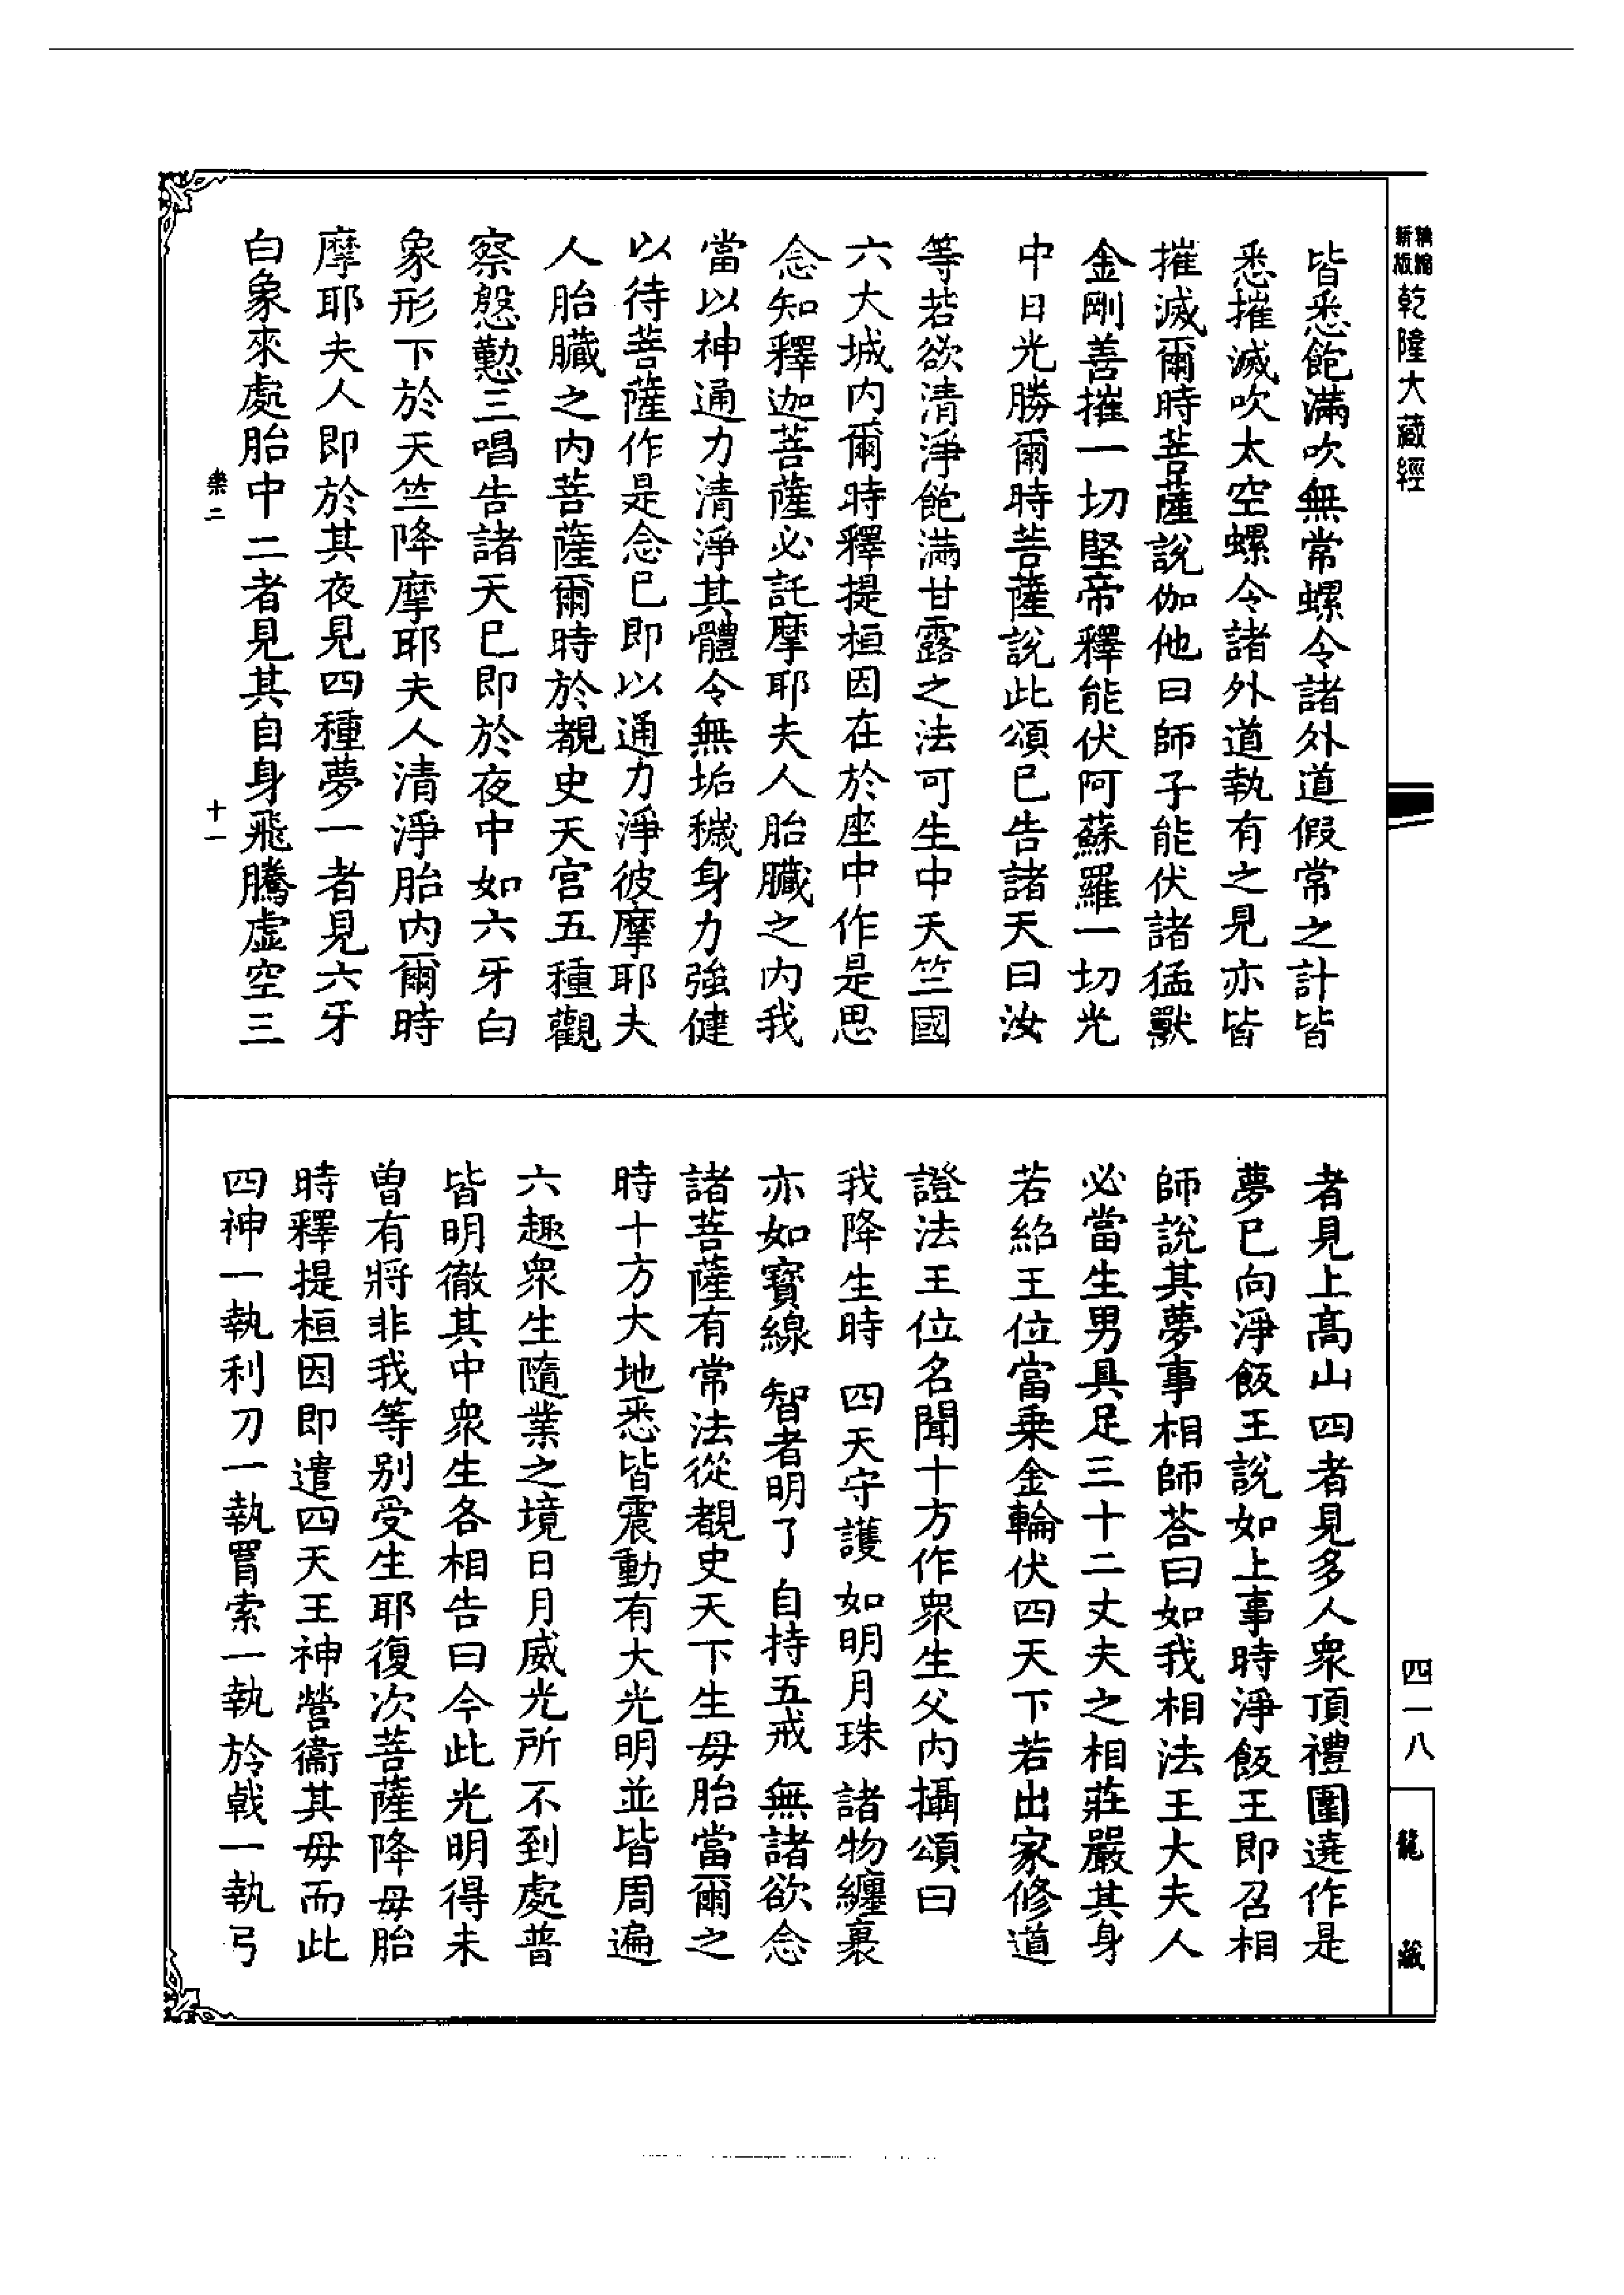 新版精縮乾隆大藏經
皆悉飽滿吹無常螺令諸外道假常之計皆
悉摧滅吹太空螺令諸外道執有之見亦皆
摧滅爾時菩薩說伽他曰師子能伏諸猛獸
金剛善摧一切堅帝釋能伏阿蘇羅一切光
中日光勝爾時菩薩說此頌已告諸天曰汝
等若欲清淨飽滿甘露之法可生中天竺國
六大城內爾時釋提桓因在於座中作是思
念知釋迦菩薩必託摩耶夫人胎臟之內我
當以神通力清淨其體令無垢穢身力強健
以待菩薩作是念已即以通力淨彼摩耶夫
人胎臟之內菩薩爾時於覩史天宮五種觀
察慇懃三唱告諸天已即於夜中如六牙白
象形下於天竺降摩耶夫人清淨胎內爾時
摩耶夫人即於其夜見四種夢一者見六牙
白象來處胎中二者見其自身飛騰虛空三
樂二 十一
者見上高山四者見多人衆頂禮圍遶作是
夢已向淨飯王說如上事時淨飯王即召相
師說其夢事相師荅曰如我相法王大夫人
必當生男具足三十二丈夫之相莊嚴其身
若紹王位當乗金輪伏四天下若出家修道
證法王位名聞十方作衆生父內攝頌曰
我降生時 四天守護 如明月珠 諸物纏裹
亦如寶線 智者明了 自持五戒 無諸欲念
諸菩薩有常法從覩史天下生母胎當爾之
時十方大地悉皆震動有大光明並皆周遍
六趣衆生隨業之境日月威光所不到處普
皆明徹其中衆生各相告曰今此光明得未
曾有將非我等別受生耶復次菩薩降母胎
時釋提桓因即遣四天王神營衞其母而此
四神一執利刀一執罥索一執於戟一執弓
四一八
龍藏